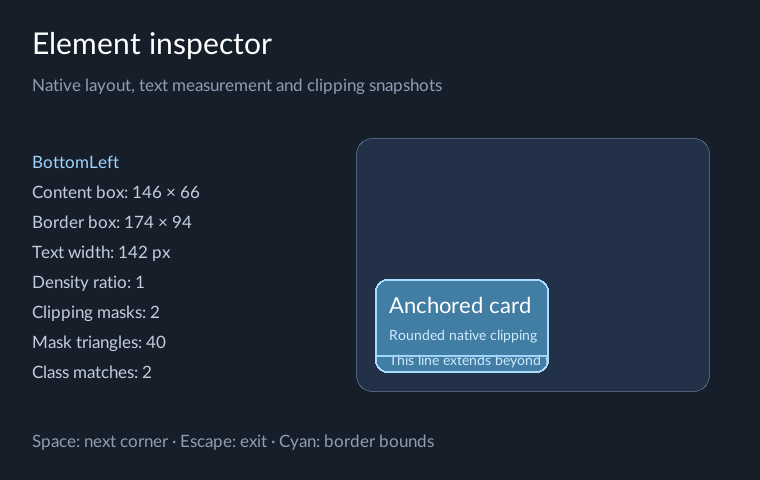 Element inspector
Native layout, text measurement and clipping snapshots
BottomLeft
Content box: 146 × 66
Border box: 174 × 94
Text width: 142 px
Density ratio: 1
Clipping masks: 2
Mask triangles: 40
Class matches: 2
Anchored card
Rounded native clipping
This line extends beyond
Space: next corner · Escape: exit · Cyan: border bounds